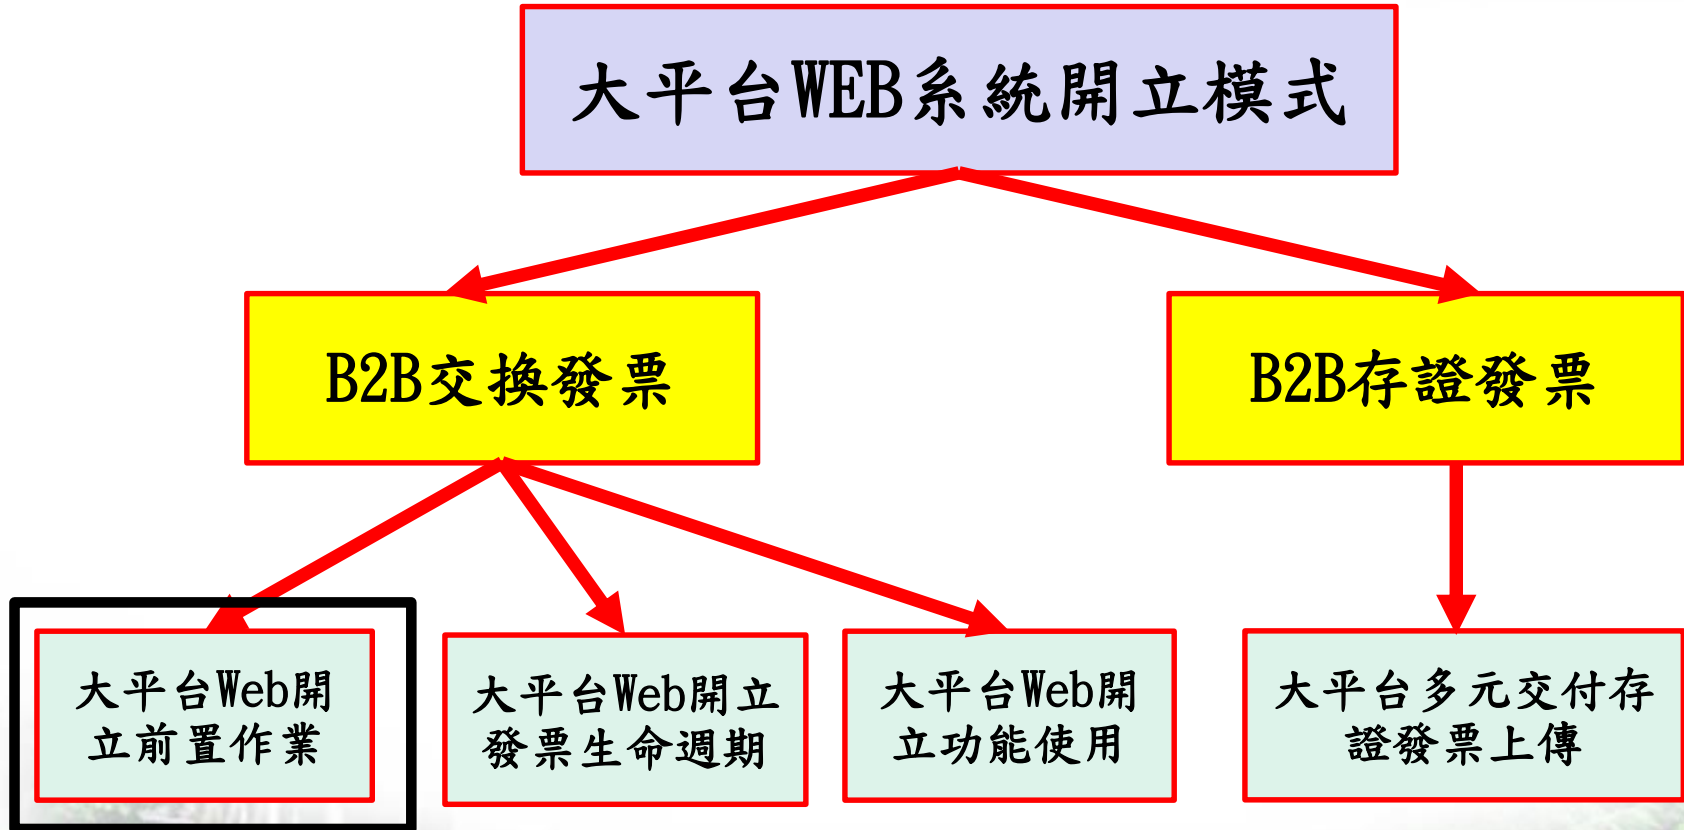 大平台WEB系統開立模式
B2B交換發票
B2B存證發票
大平台Web開
立前置作業
大平台Web開立
發票生命週期
大平台Web開
立功能使用
大平台多元交付存
證發票上傳